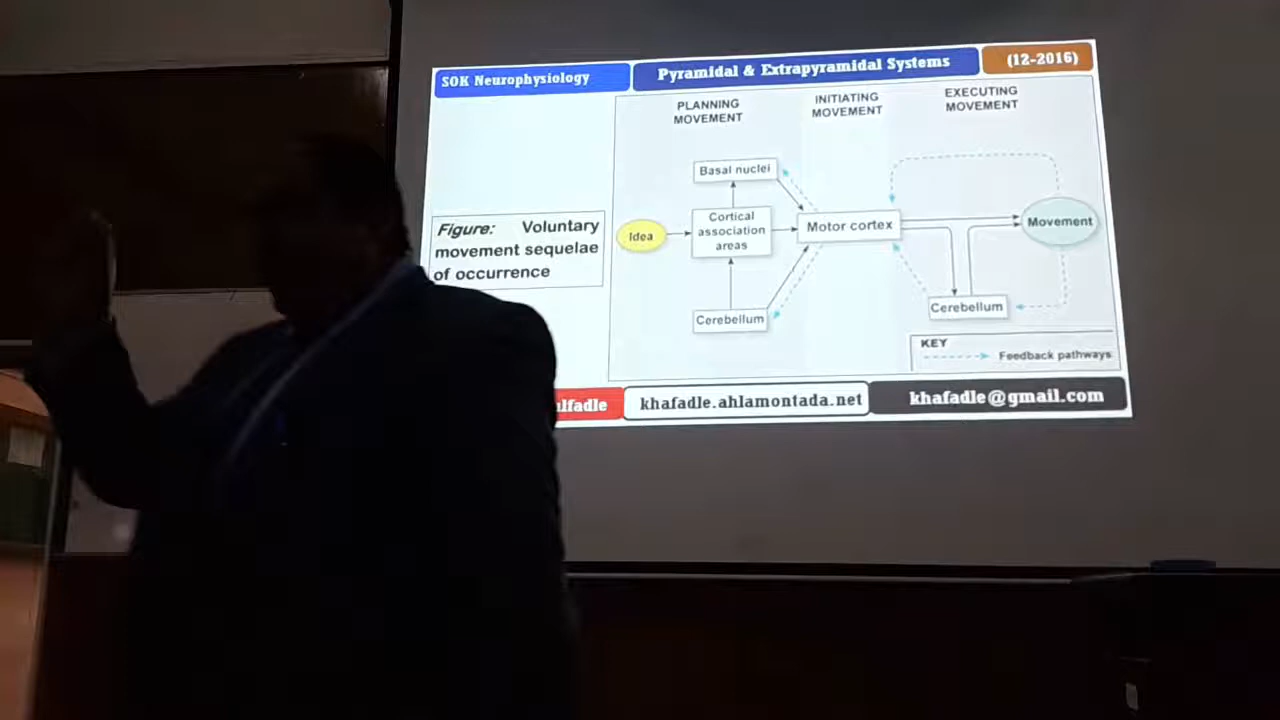 SOK Neurophysiology
Pyramidal & Extrapyramidal Systems
(12-2016)
PLANNING
MOVEMENT
INITIATING
MOVEMENT
EXECUTING
MOVEMENT
Basal nuclei
Figure: Voluntary
movement sequelae
of occurrence
Idea
Cortical
association
areas
Motor cortex
Movement
Cerebellum
Cerebellum
KEY
Feedback pathways
khafadle.ahlamontada.net
khafadle@gmail.com